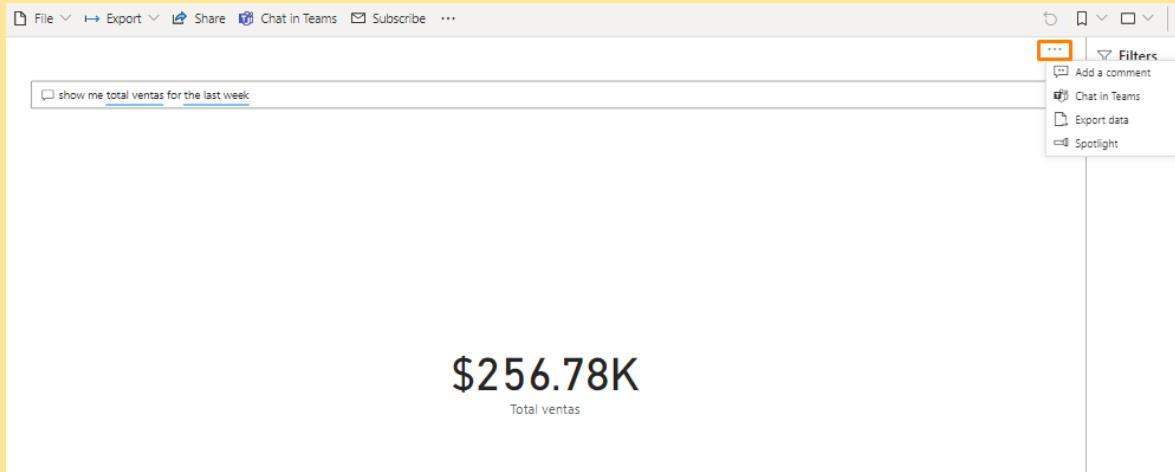 File Export Share Chat in Teams Subscribe ...
...
Filters
Add a comment
show me total ventas for the last week
Chat in Teams
Export data
Spotlight
$256.78K
Total ventas